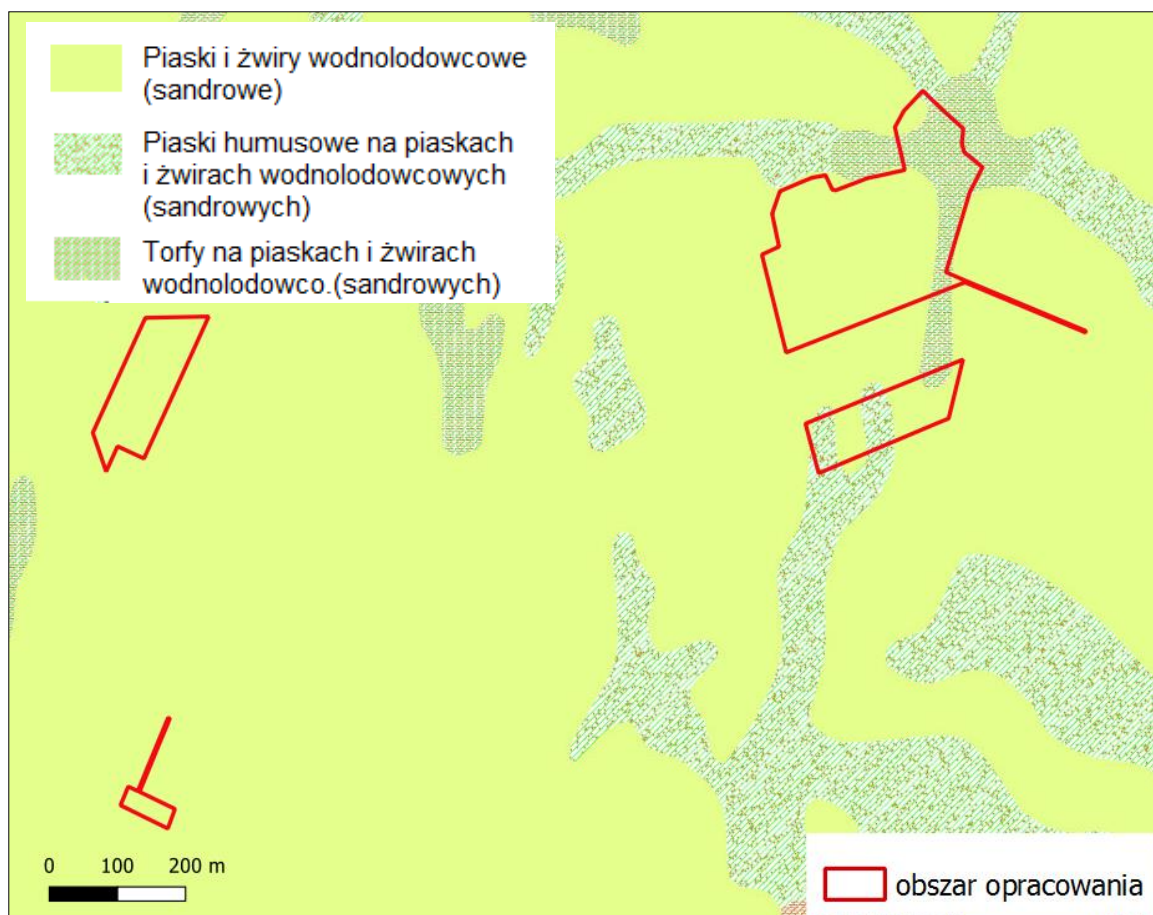 Piaski i żwiry wodnolodowcowe
(sandrowe)
Piaski humusowe na piaskach
i żwirach wodnolodowcowych
(sandrowych)
Torfy na piaskach i żwirach
wodnolodowco.(sandrowych)
0 100 200 m
obszar opracowania